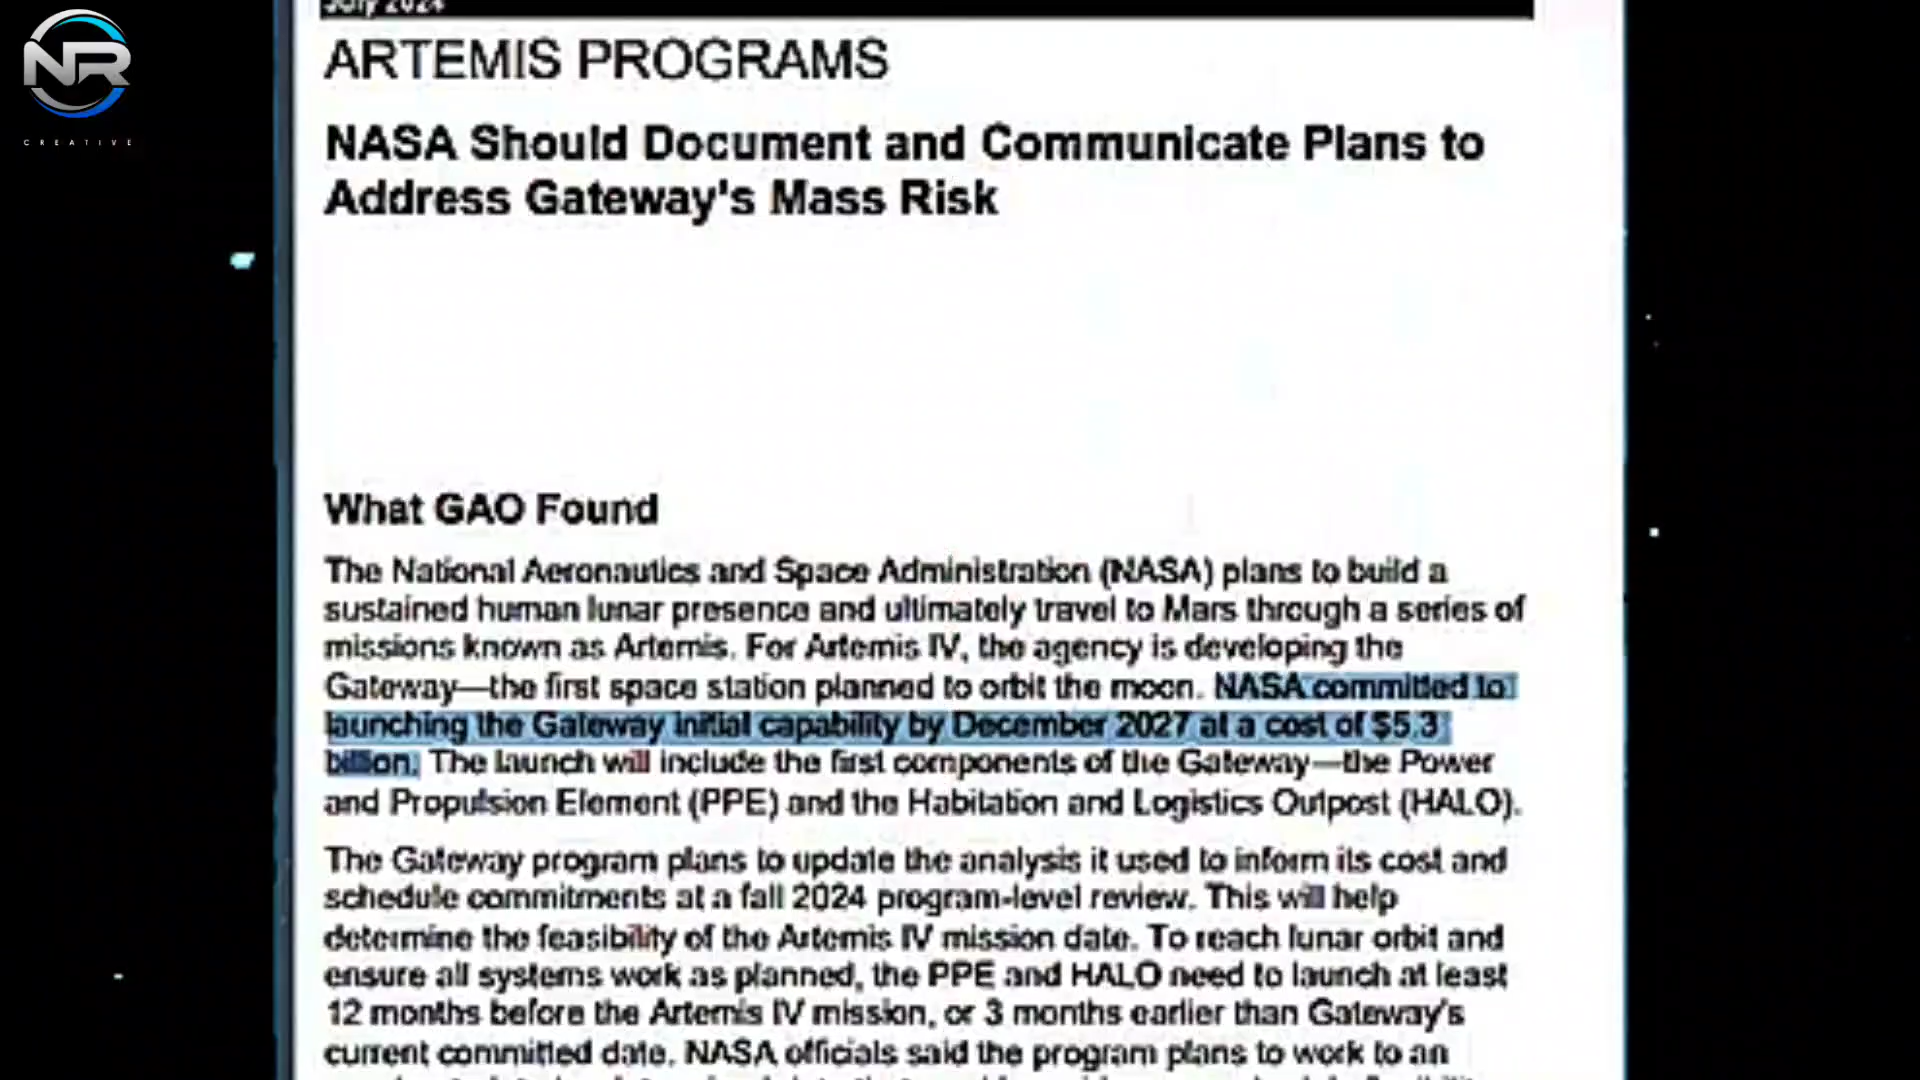 July 2024
NR
CREATIVE
ARTEMIS PROGRAMS
NASA Should Document and Communicate Plans to
Address Gateway's Mass Risk
What GAO Found
The National Aeronautics and Space Administration (NASA) plans to build a
sustained human lunar presence and ultimately travel to Mars through a series of
missions known as Artemis. For Artemis IV, the agency is developing the
Gateway—the first space station planned to orbit the moon. NASA committed to
launching the Gateway initial capability by December 2027 at a cost of $5.3
billion. The launch will include the first components of the Gateway—the Power
and Propulsion Element (PPE) and the Habitation and Logistics Outpost (HALO).
The Gateway program plans to update the analysis it used to inform its cost and
schedule commitments at a fall 2024 program-level review. This will help
determine the feasibility of the Artemis IV mission date. To reach lunar orbit and
ensure all systems work as planned, the PPE and HALO need to launch at least
12 months before the Artemis IV mission, or 3 months earlier than Gateway's
current committed date. NASA officials said the program plans to work to an